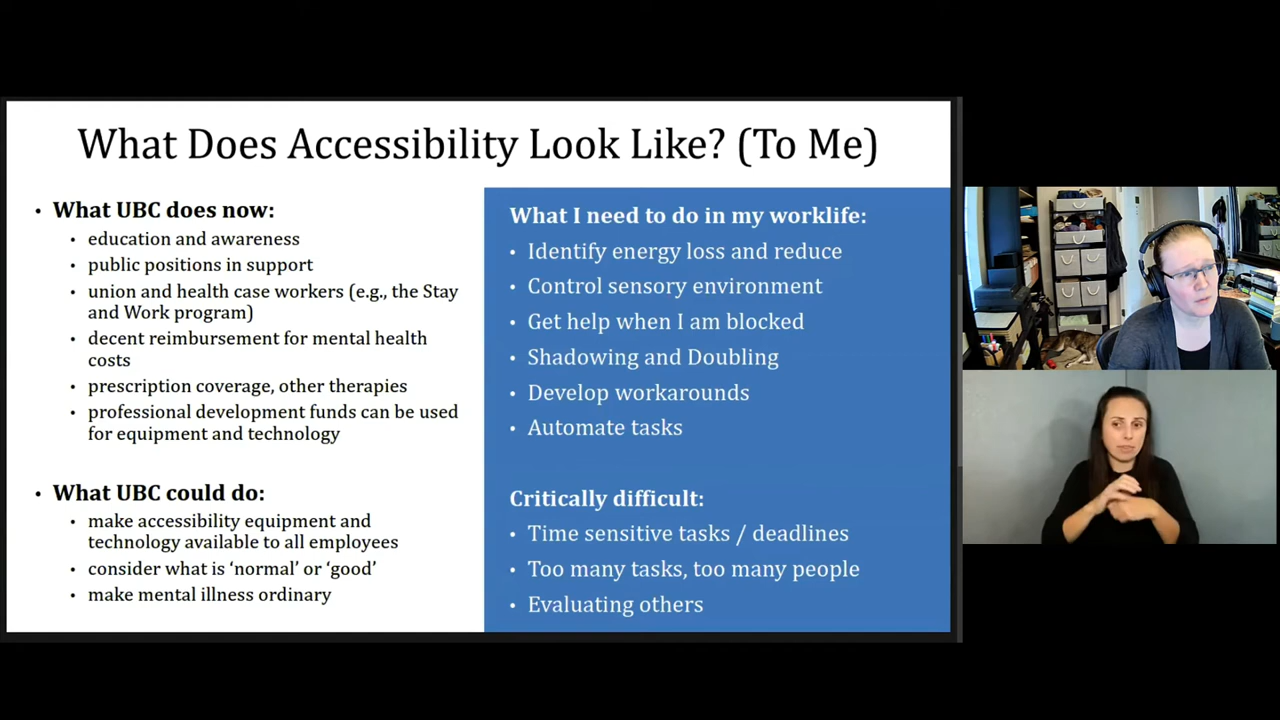 What Does Accessibility Look Like? (To Me)
• What UBC does now:
• education and awareness
• public positions in support
• union and health case workers (e.g., the Stay
and Work program)
• decent reimbursement for mental health
costs
• prescription coverage, other therapies
• professional development funds can be used
for equipment and technology
• What UBC could do:
• make accessibility equipment and
technology available to all employees
• consider what is ‘normal’ or ‘good’
• make mental illness ordinary
What I need to do in my worklife:
• Identify energy loss and reduce
• Control sensory environment
• Get help when I am blocked
• Shadowing and Doubling
• Develop workarounds
• Automate tasks
Critically difficult:
• Time sensitive tasks / deadlines
• Too many tasks, too many people
• Evaluating others